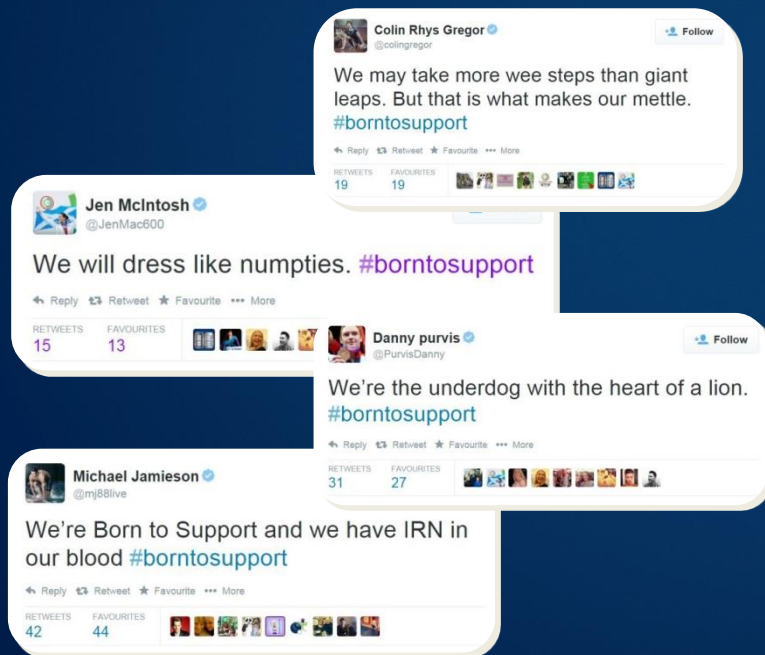 Colin Rhys Gregor
@colingregor
Follow
We may take more wee steps than giant
leaps. But that is what makes our mettle.
#borntosupport
Reply Retweet Favourite More
RETWEETS FAVOURITES
19 19
Jen McIntosh
@JenMac600
We will dress like numpties. #borntosupport
Reply Retweet Favourite More
RETWEETS FAVOURITES
15 13
Danny purvis
@PurvisDanny
Follow
We're the underdog with the heart of a lion.
#borntosupport
Reply Retweet Favourite More
RETWEETS FAVOURITES
31 27
Michael Jamieson
@mj88live
We're Born to Support and we have IRN in
our blood #borntosupport
Reply Retweet Favourite More
RETWEETS FAVOURITES
42 44